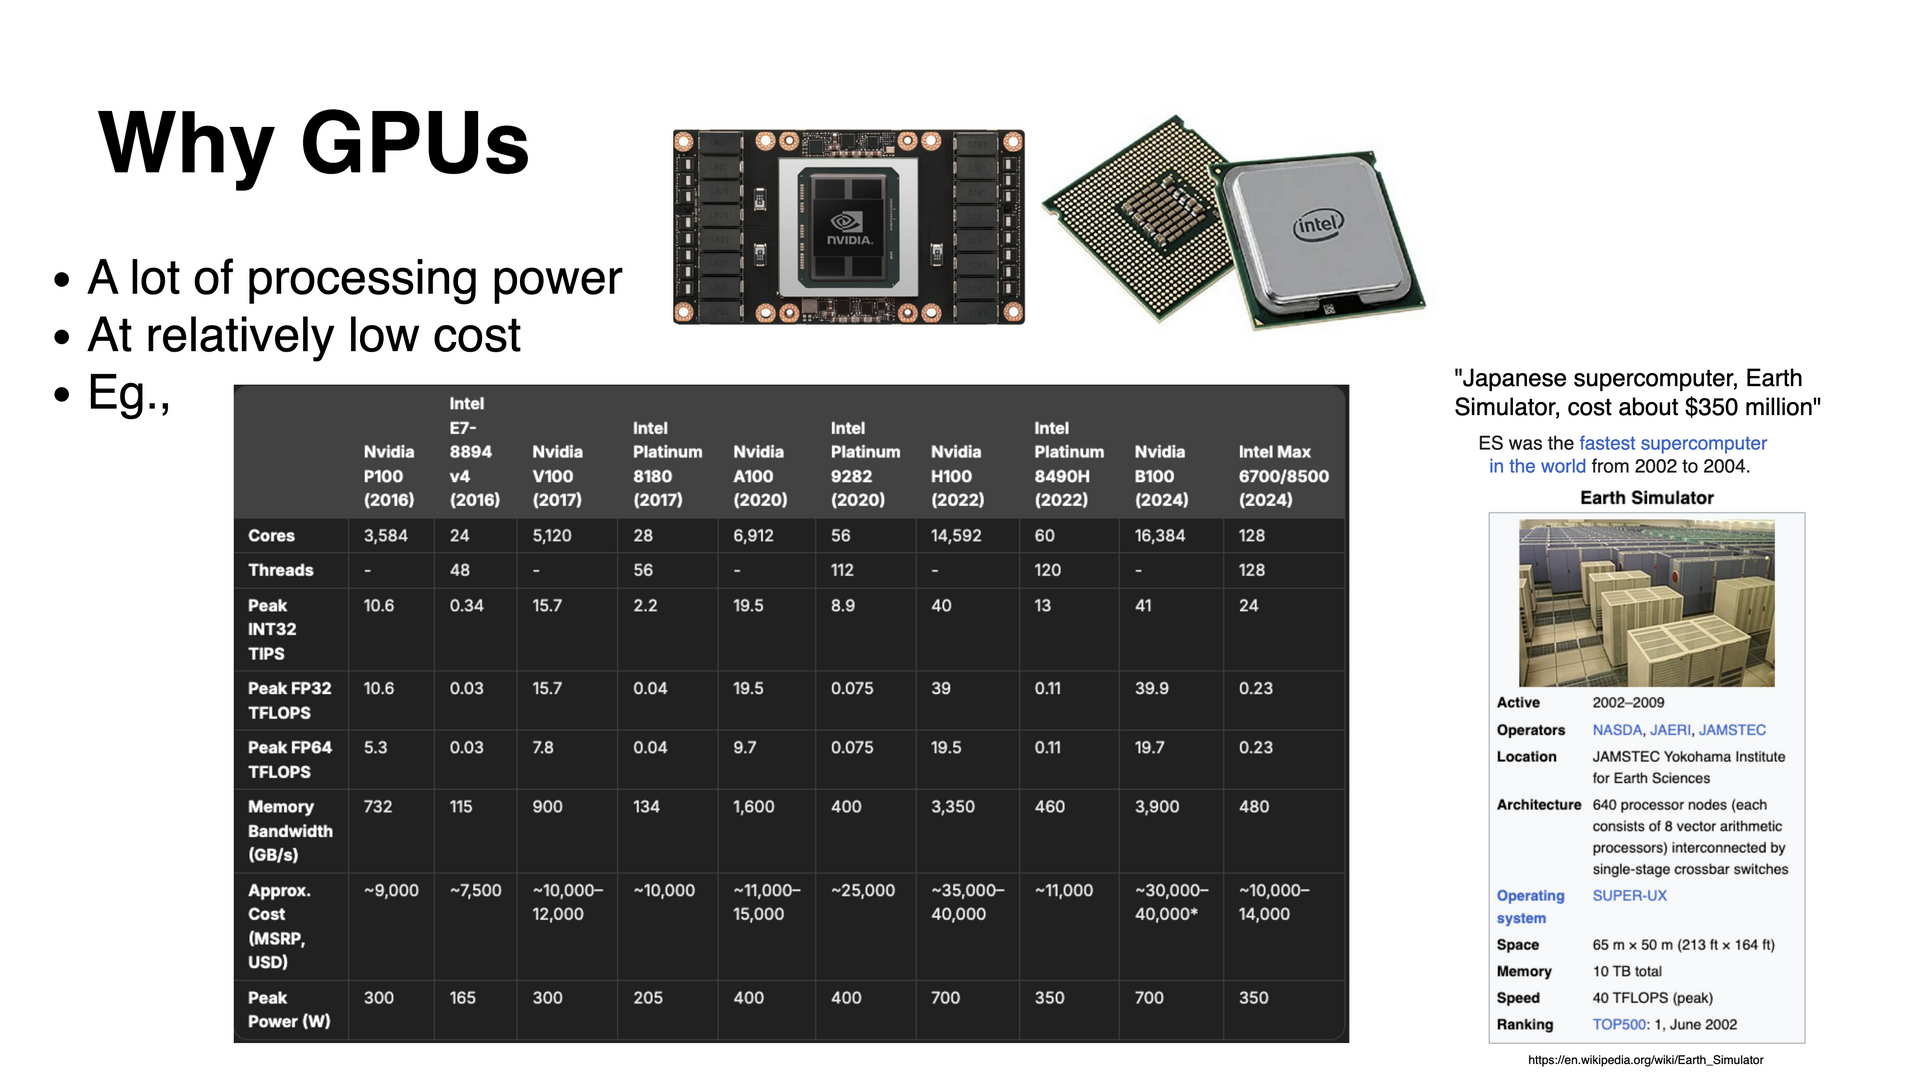 Why GPUs
NVIDIA.
intel
• A lot of processing power
• At relatively low cost
• Eg.,
Nvidia P100 (2016) Intel E7-8894 v4 (2016) Nvidia V100 (2017) Intel Platinum 8180 (2017) Nvidia A100 (2020) Intel Platinum 9282 (2020) Nvidia H100 (2022) Intel Platinum 8490H (2022) Nvidia B100 (2024) Intel Max 6700/8500 (2024)
Cores 3,584 24 5,120 28 6,912 56 14,592 60 16,384 128
Threads - 48 - 56 - 112 - 120 - 128
Peak INT32 TIPS 10.6 0.34 15.7 2.2 19.5 8.9 40 13 41 24
Peak FP32 TFLOPS 10.6 0.03 15.7 0.04 19.5 0.075 39 0.11 39.9 0.23
Peak FP64 TFLOPS 5.3 0.03 7.8 0.04 9.7 0.075 19.5 0.11 19.7 0.23
Memory Bandwidth (GB/s) 732 115 900 134 1,600 400 3,350 460 3,900 480
Approx. Cost (MSRP, USD) ~9,000 ~7,500 ~10,000–12,000 ~10,000 ~11,000–15,000 ~25,000 ~35,000–40,000 ~11,000 ~30,000–40,000* ~10,000–14,000
Peak Power (W) 300 165 300 205 400 400 700 350 700 350
"Japanese supercomputer, Earth
Simulator, cost about $350 million"
ES was the fastest supercomputer
in the world from 2002 to 2004.
Earth Simulator
Active 2002–2009
Operators NASDA, JAERI, JAMSTEC
Location JAMSTEC Yokohama Institute
for Earth Sciences
Architecture 640 processor nodes (each
consists of 8 vector arithmetic
processors) interconnected by
single-stage crossbar switches
Operating system SUPER-UX
Space 65 m × 50 m (213 ft × 164 ft)
Memory 10 TB total
Speed 40 TFLOPS (peak)
Ranking TOP500: 1, June 2002
https://en.wikipedia.org/wiki/Earth_Simulator